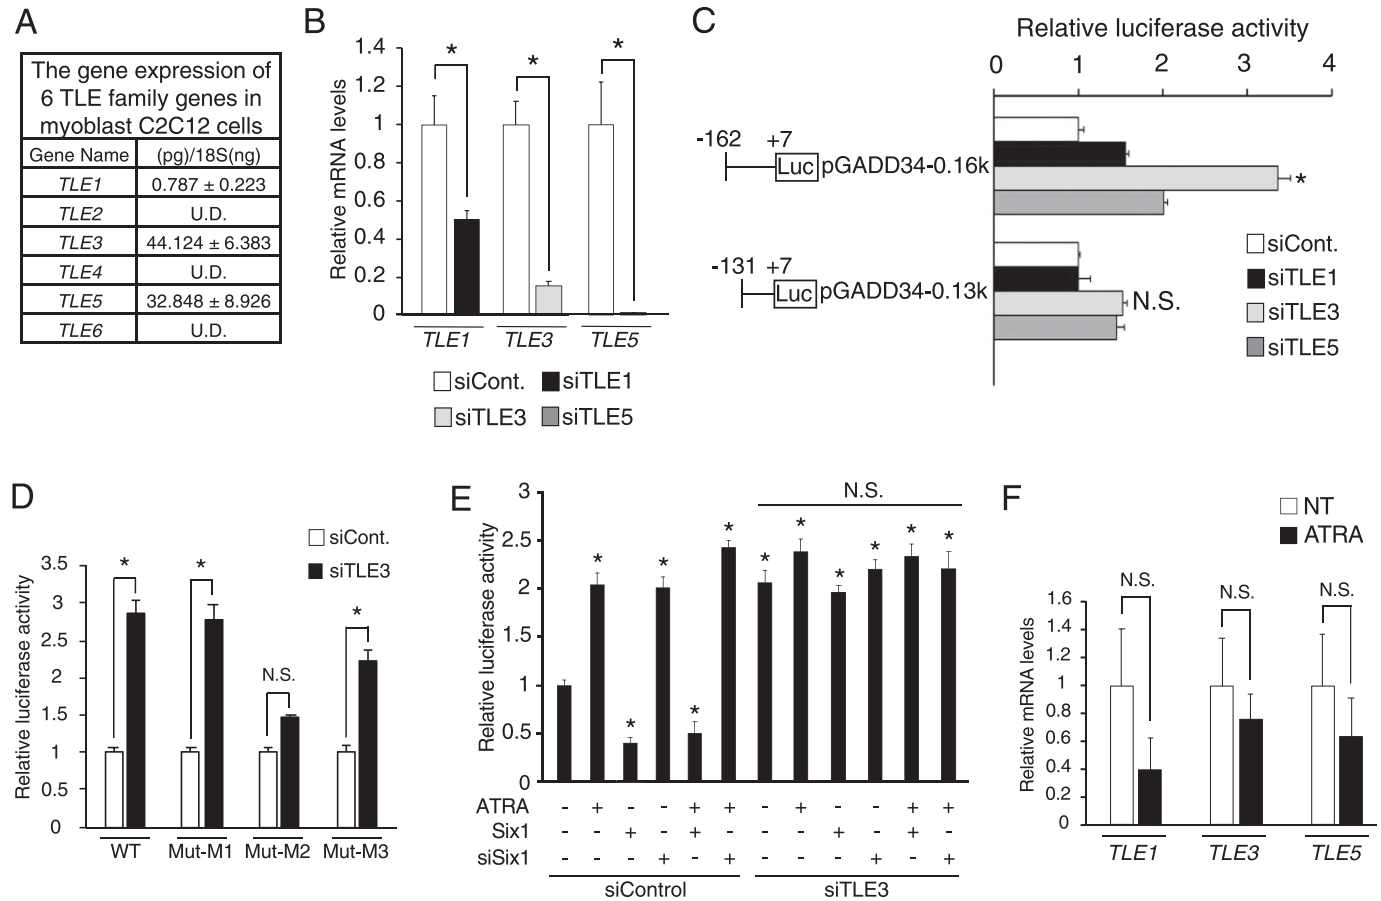 A
The gene expression of
6 TLE family genes in
myoblast C2C12 cells
Gene Name (pg)/18S(ng)
TLE1 0.787 ± 0.223
TLE2 U.D.
TLE3 44.124 ± 6.383
TLE4 U.D.
TLE5 32.848 ± 8.926
TLE6 U.D.
B
Relative mRNA levels
1.4
1.2
1
0.8
0.6
0.4
0.2
0
* * *
TLE1 TLE3 TLE5
siCont. siTLE1
siTLE3 siTLE5
C
Relative luciferase activity
0 1 2 3 4
-162 +7
Luc pGADD34-0.16k
*
-131 +7
Luc pGADD34-0.13k
N.S.
siCont.
siTLE1
siTLE3
siTLE5
D
siCont.
siTLE3
Relative luciferase activity
3.5
3
2.5
2
1.5
1
0.5
0
* * N.S. *
WT Mut-M1 Mut-M2 Mut-M3
E
Relative luciferase activity
3
2.5
2
1.5
1
0.5
0
N.S.
* * * * * * * * * * *
ATRA - + - - + + - + - - + +
Six1 - - + - + - - - + - + -
siSix1 - - - + - + - - - + - +
siControl siTLE3
F
NT
ATRA
Relative mRNA levels
1.6
1.4
1.2
1
0.8
0.6
0.4
0.2
0
N.S. N.S. N.S.
TLE1 TLE3 TLE5